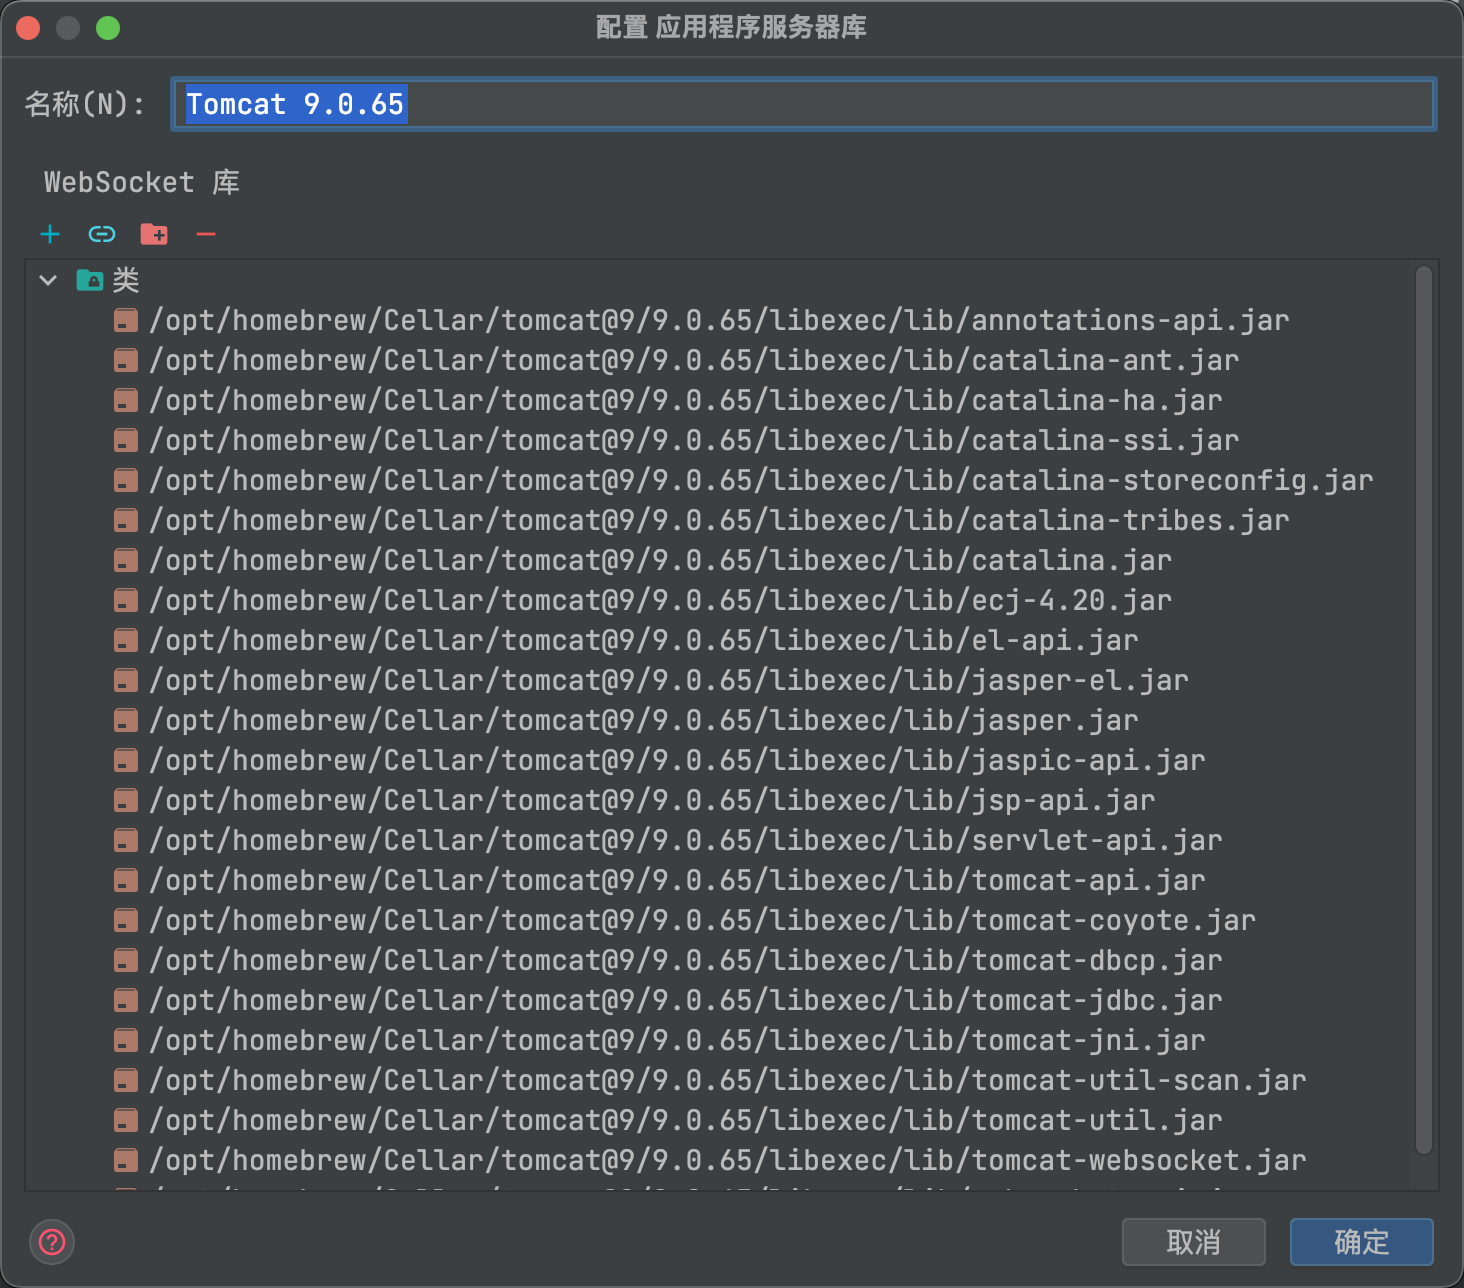 配置 应用程序服务器库
名称(N): Tomcat 9.0.65
WebSocket 库
类
/opt/homebrew/Cellar/tomcat@9/9.0.65/libexec/lib/annotations-api.jar
/opt/homebrew/Cellar/tomcat@9/9.0.65/libexec/lib/catalina-ant.jar
/opt/homebrew/Cellar/tomcat@9/9.0.65/libexec/lib/catalina-ha.jar
/opt/homebrew/Cellar/tomcat@9/9.0.65/libexec/lib/catalina-ssi.jar
/opt/homebrew/Cellar/tomcat@9/9.0.65/libexec/lib/catalina-storeconfig.jar
/opt/homebrew/Cellar/tomcat@9/9.0.65/libexec/lib/catalina-tribes.jar
/opt/homebrew/Cellar/tomcat@9/9.0.65/libexec/lib/catalina.jar
/opt/homebrew/Cellar/tomcat@9/9.0.65/libexec/lib/ecj-4.20.jar
/opt/homebrew/Cellar/tomcat@9/9.0.65/libexec/lib/el-api.jar
/opt/homebrew/Cellar/tomcat@9/9.0.65/libexec/lib/jasper-el.jar
/opt/homebrew/Cellar/tomcat@9/9.0.65/libexec/lib/jasper.jar
/opt/homebrew/Cellar/tomcat@9/9.0.65/libexec/lib/jaspic-api.jar
/opt/homebrew/Cellar/tomcat@9/9.0.65/libexec/lib/jsp-api.jar
/opt/homebrew/Cellar/tomcat@9/9.0.65/libexec/lib/servlet-api.jar
/opt/homebrew/Cellar/tomcat@9/9.0.65/libexec/lib/tomcat-api.jar
/opt/homebrew/Cellar/tomcat@9/9.0.65/libexec/lib/tomcat-coyote.jar
/opt/homebrew/Cellar/tomcat@9/9.0.65/libexec/lib/tomcat-dbcp.jar
/opt/homebrew/Cellar/tomcat@9/9.0.65/libexec/lib/tomcat-jdbc.jar
/opt/homebrew/Cellar/tomcat@9/9.0.65/libexec/lib/tomcat-jni.jar
/opt/homebrew/Cellar/tomcat@9/9.0.65/libexec/lib/tomcat-util-scan.jar
/opt/homebrew/Cellar/tomcat@9/9.0.65/libexec/lib/tomcat-util.jar
/opt/homebrew/Cellar/tomcat@9/9.0.65/libexec/lib/tomcat-websocket.jar
取消 确定